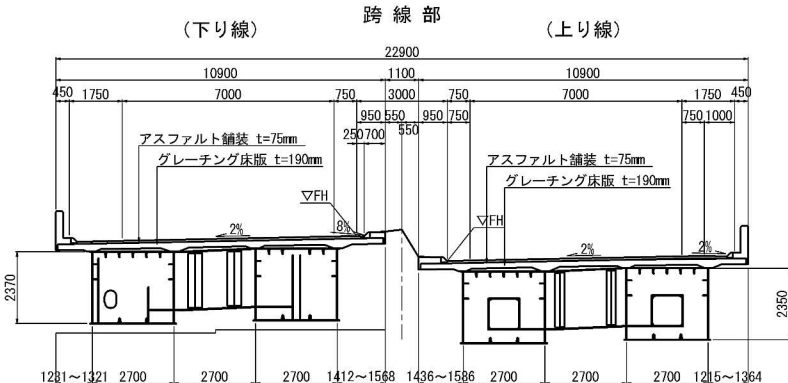 跨線部
(下り線)
(上り線)
22900
10900 1100 10900
450 1750 7000 750 3000 750 7000 1750 450
950 550 950 750 750 1000
550
250 700
アスファルト舗装 t=75mm
グレーチング床版 t=190mm
アスファルト舗装 t=75mm
グレーチング床版 t=190mm
▽FH
▽FH
2% 8%
2% 2%
2370
2350
1231～1321 2700 2700 2700 1412～1568 1436～1586 2700 2700 2700 1215～1364